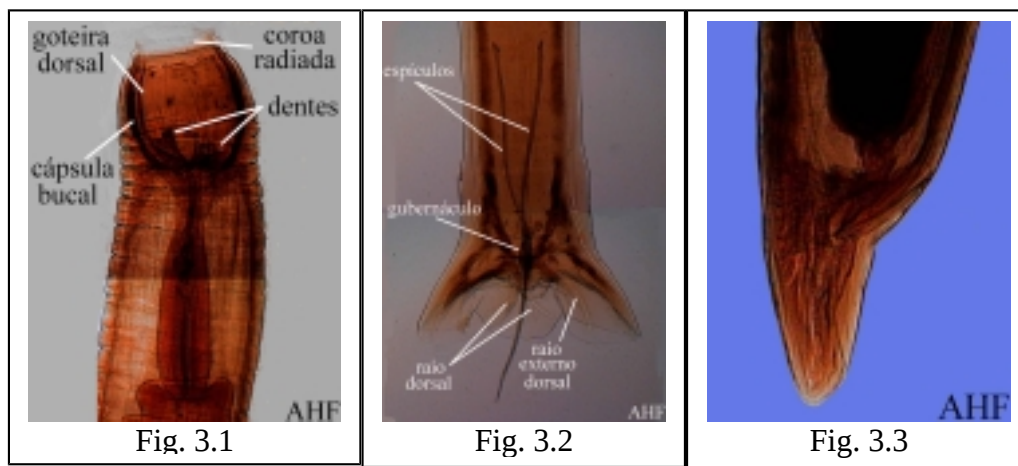 goteira
dorsal
coroa
radiada
dentes
cápsula
bucal
AHF
Fig. 3.1
espículos
gubernáculo
raio
dorsal
raio
externo
dorsal
AHF
Fig. 3.2
AHF
Fig. 3.3